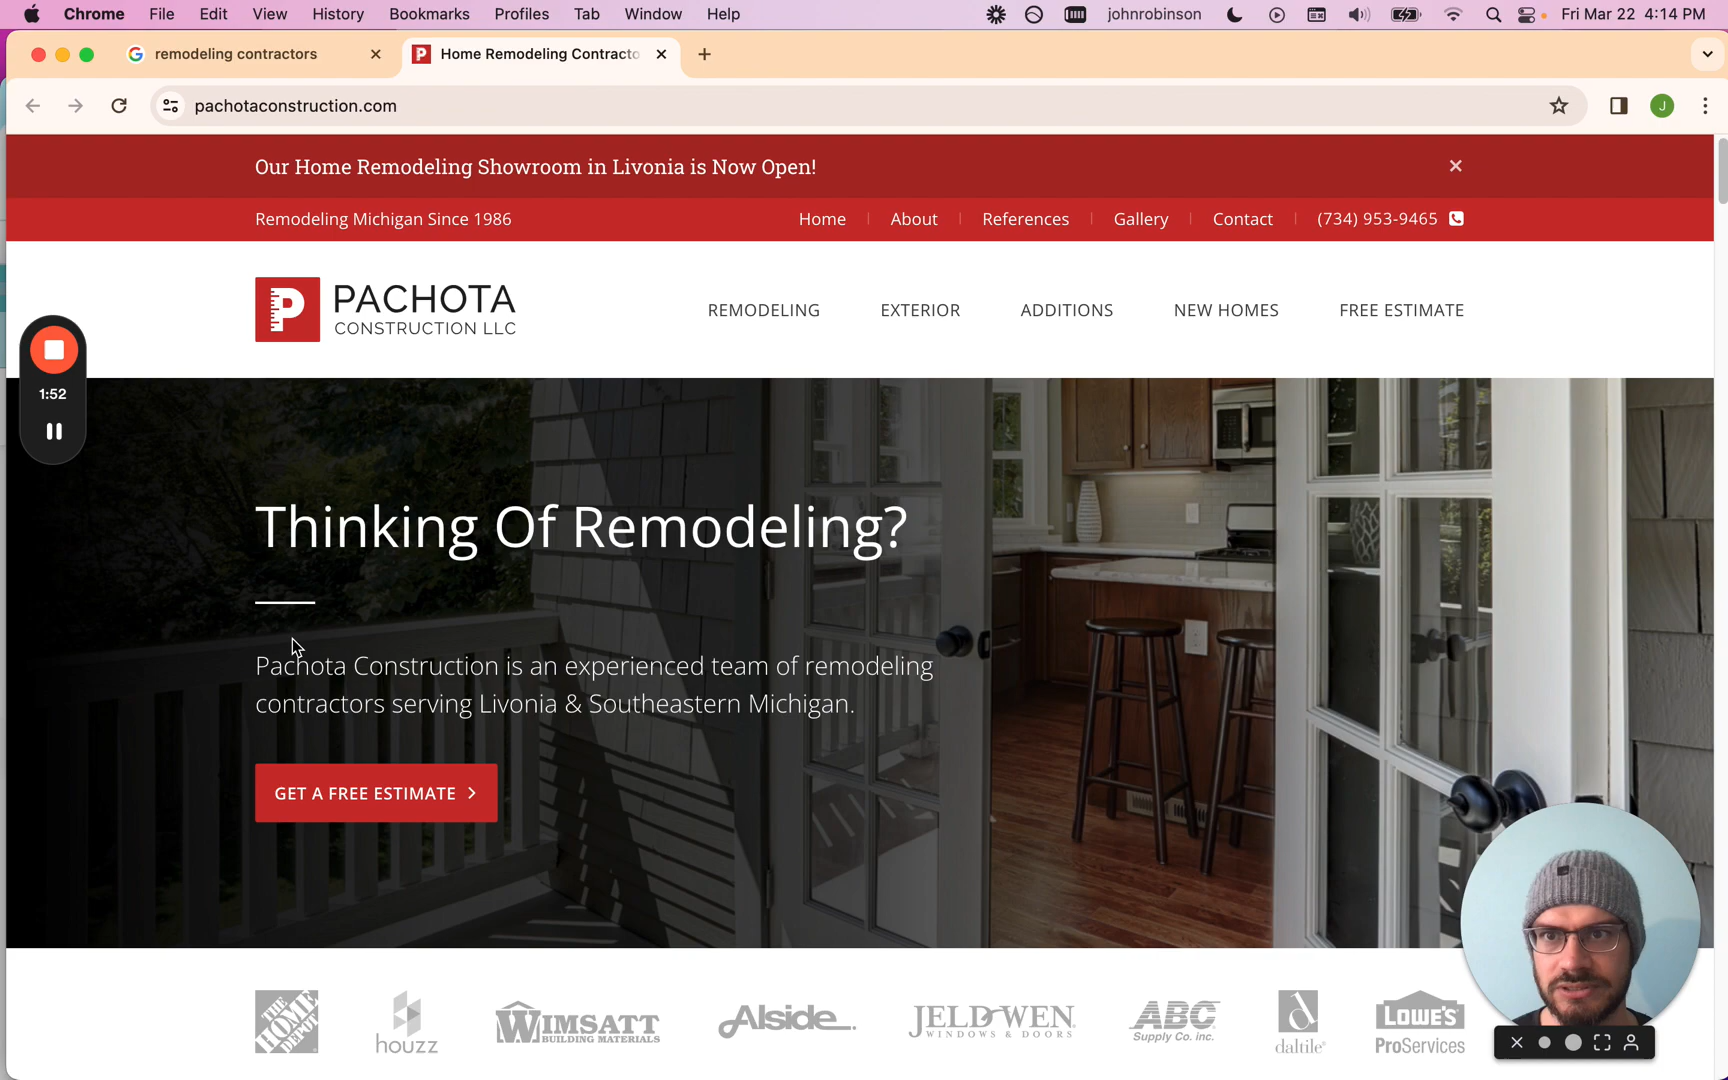 Chrome File Edit View History Bookmarks Profiles Tab Window Help johnrobinson Fri Mar 22 4:14 PM
remodeling contractors
Home Remodeling Contracto
pachotaconstruction.com
J
Our Home Remodeling Showroom in Livonia is Now Open!
Remodeling Michigan Since 1986
Home About References Gallery Contact (734) 953-9465
P PACHOTA
CONSTRUCTION LLC
REMODELING EXTERIOR ADDITIONS NEW HOMES FREE ESTIMATE
1:52
Thinking Of Remodeling?
Pachota Construction is an experienced team of remodeling
contractors serving Livonia & Southeastern Michigan.
GET A FREE ESTIMATE
THE HOME DEPOT
houzz
WIMSATT
BUILDING MATERIALS
Alside
JELD-WEN
WINDOWS & DOORS
ABC
Supply Co. inc.
d
daltile
LOWE'S
ProServices